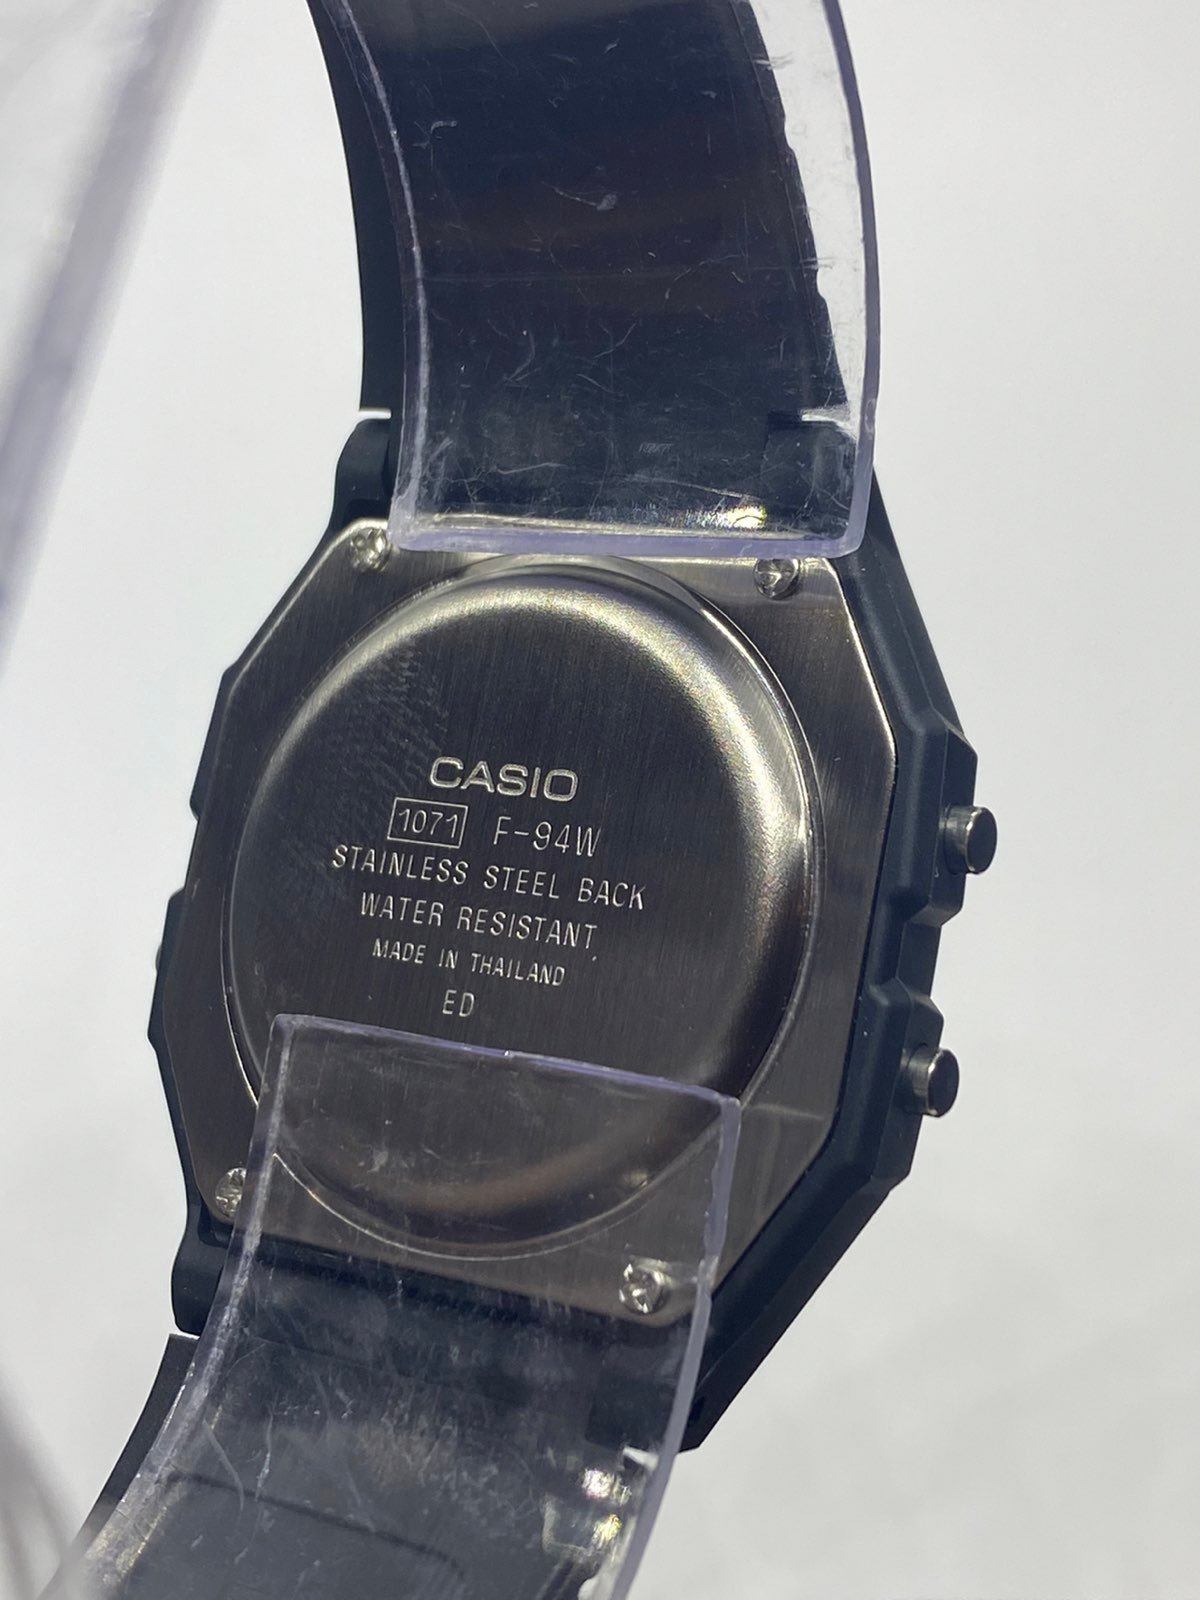 CASIO
1071 F-94W
STAINLESS STEEL BACK
WATER RESISTANT
MADE IN THAILAND
ED